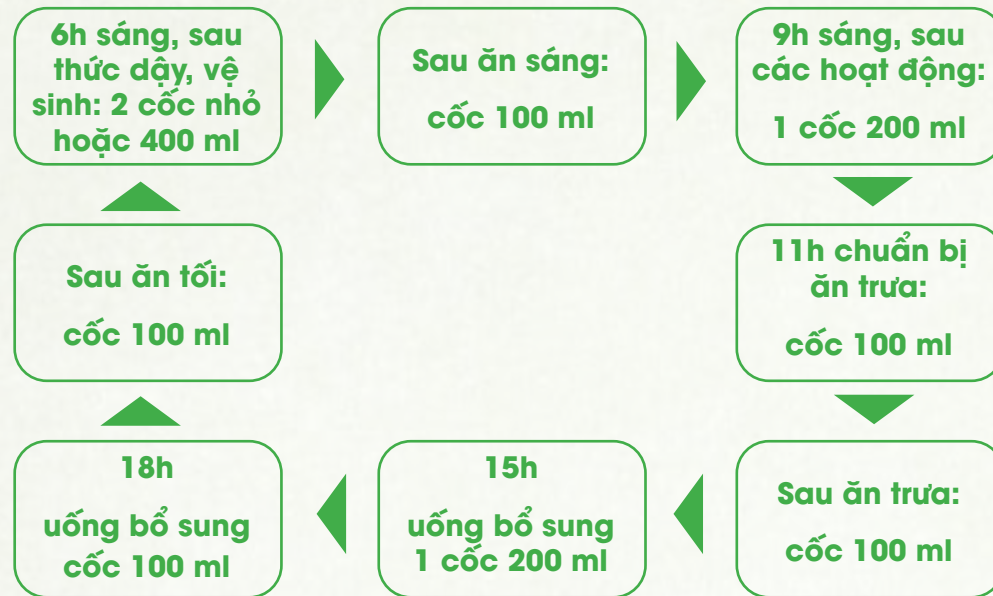 6h sáng, sau
thức dậy, vệ
sinh: 2 cốc nhỏ
hoặc 400 ml
Sau ăn sáng:
cốc 100 ml
9h sáng, sau
các hoạt động:
1 cốc 200 ml
11h chuẩn bị
ăn trưa:
cốc 100 ml
Sau ăn trưa:
cốc 100 ml
15h
uống bổ sung
1 cốc 200 ml
18h
uống bổ sung
cốc 100 ml
Sau ăn tối:
cốc 100 ml